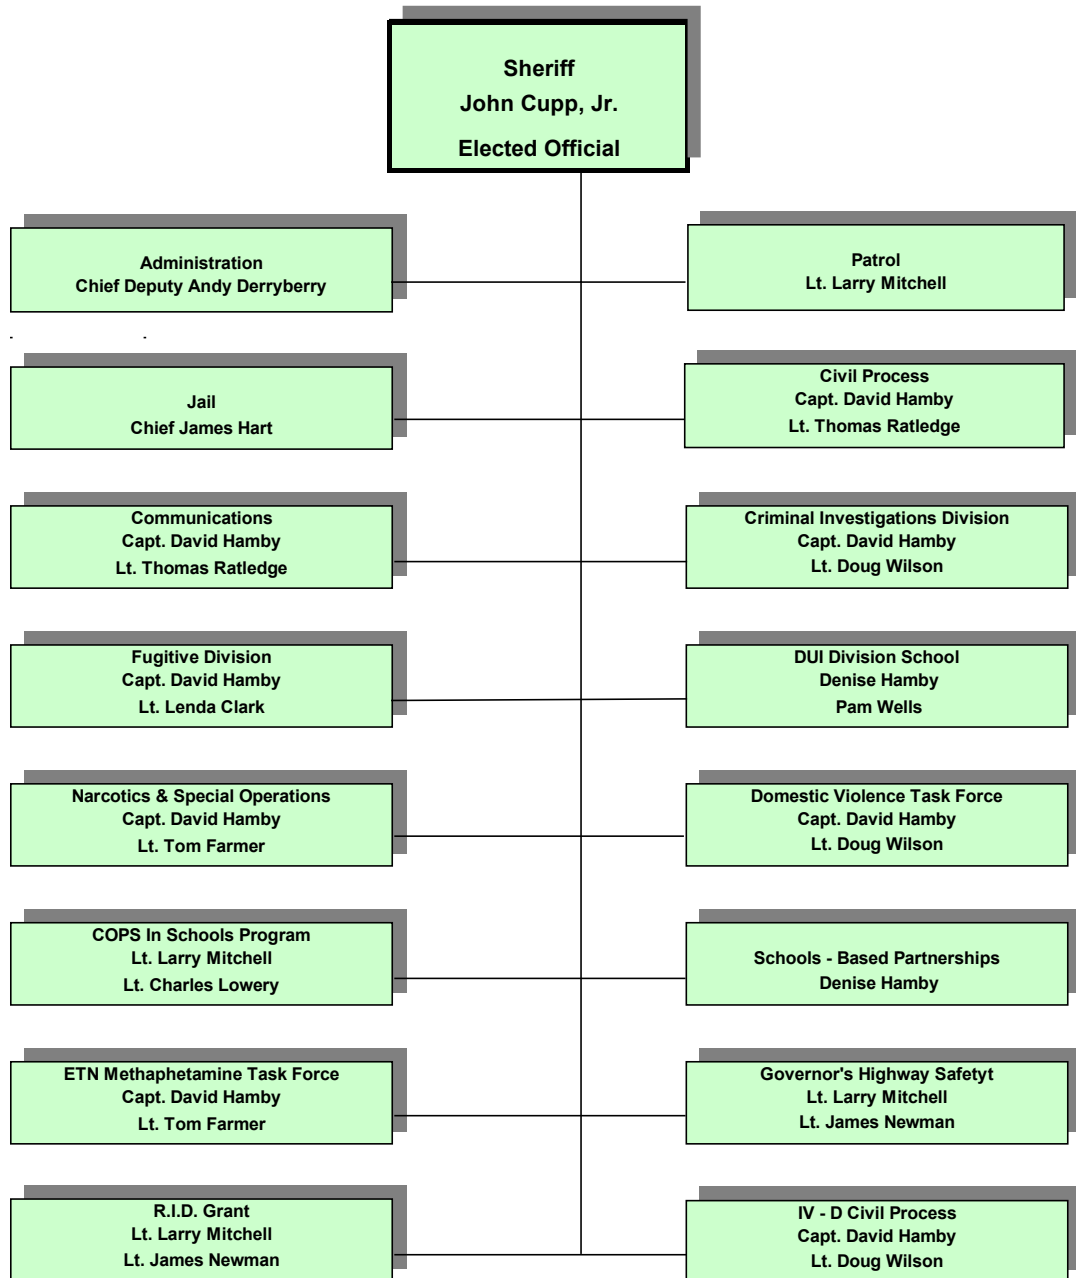 Sheriff
John Cupp, Jr.
Elected Official
Administration
Chief Deputy Andy Derryberry
Patrol
Lt. Larry Mitchell
Jail
Chief James Hart
Civil Process
Capt. David Hamby
Lt. Thomas Ratledge
Communications
Capt. David Hamby
Lt. Thomas Ratledge
Criminal Investigations Division
Capt. David Hamby
Lt. Doug Wilson
Fugitive Division
Capt. David Hamby
Lt. Lenda Clark
DUI Division School
Denise Hamby
Pam Wells
Narcotics & Special Operations
Capt. David Hamby
Lt. Tom Farmer
Domestic Violence Task Force
Capt. David Hamby
Lt. Doug Wilson
COPS In Schools Program
Lt. Larry Mitchell
Lt. Charles Lowery
Schools - Based Partnerships
Denise Hamby
ETN Methaphetamine Task Force
Capt. David Hamby
Lt. Tom Farmer
Governor's Highway Safetyt
Lt. Larry Mitchell
Lt. James Newman
R.I.D. Grant
Lt. Larry Mitchell
Lt. James Newman
IV - D Civil Process
Capt. David Hamby
Lt. Doug Wilson